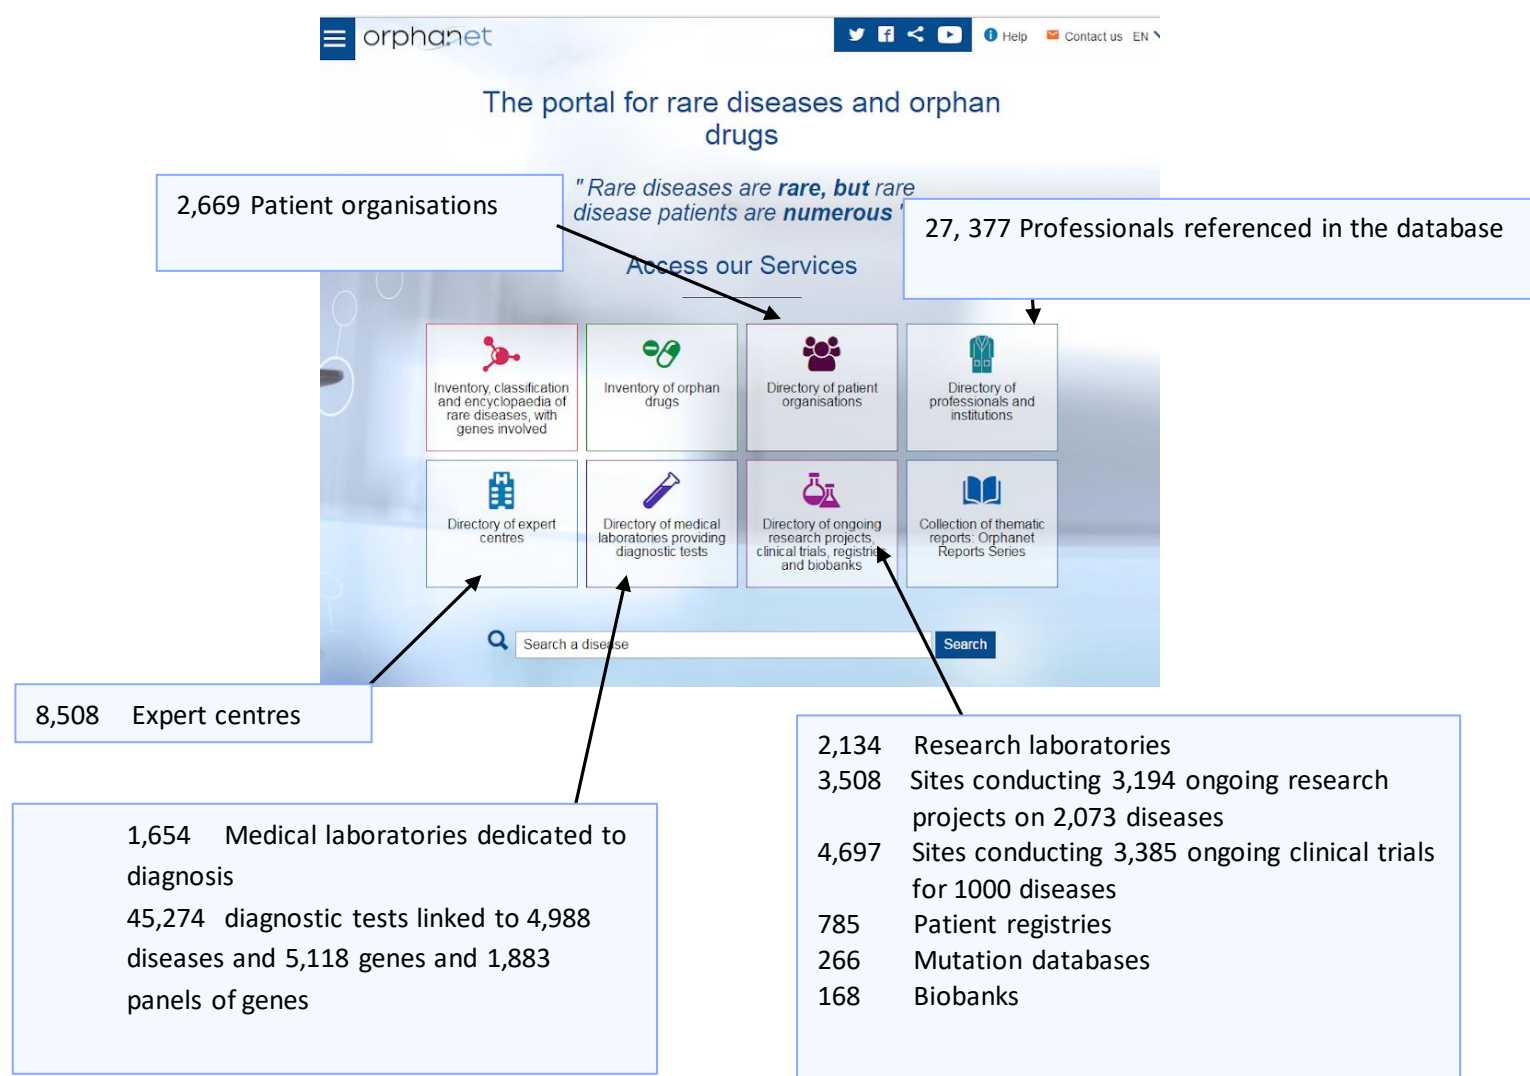 orphanet
Help
Contact us
EN
The portal for rare diseases and orphan
drugs
" Rare diseases are rare, but rare
disease patients are numerous "
2,669 Patient organisations
27, 377 Professionals referenced in the database
Access our Services
Inventory, classification
and encyclopaedia of
rare diseases, with
genes involved
Inventory of orphan
drugs
Directory of patient
organisations
Directory of
professionals and
institutions
Directory of expert
centres
Directory of medical
laboratories providing
diagnostic tests
Directory of ongoing
research projects,
clinical trials, registries
and biobanks
Collection of thematic
reports: Orphanet
Reports Series
Search a disease
Search
8,508 Expert centres
1,654 Medical laboratories dedicated to
diagnosis
45,274 diagnostic tests linked to 4,988
diseases and 5,118 genes and 1,883
panels of genes
2,134 Research laboratories
3,508 Sites conducting 3,194 ongoing research
projects on 2,073 diseases
4,697 Sites conducting 3,385 ongoing clinical trials
for 1000 diseases
785 Patient registries
266 Mutation databases
168 Biobanks